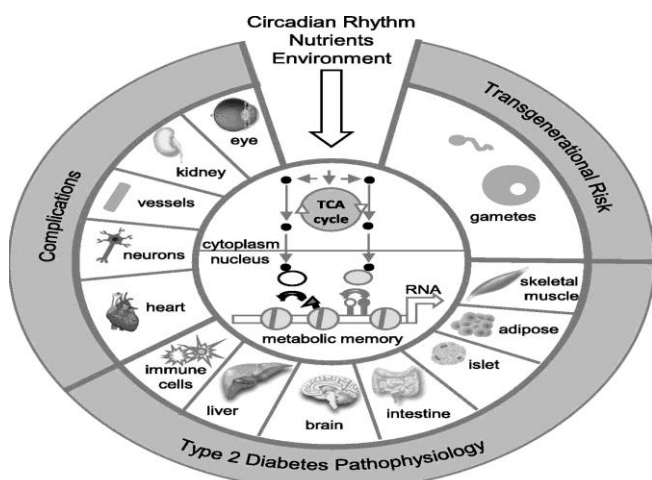 Circadian Rhythm
Nutrients
Environment
Complications
Transgenerational Risk
eye
kidney
vessels
neurons
heart
TCA
cycle
cytoplasm
nucleus
RNA
metabolic memory
gametes
skeletal
muscle
adipose
islet
intestine
brain
liver
immune
cells
Type 2 Diabetes Pathophysiology